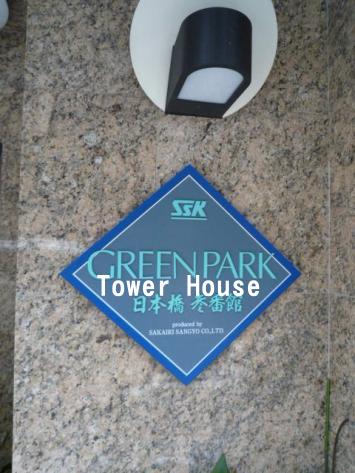 SSK
GREEN PARK
Tower House
日本橋 参番館
produced by
SAKAIRI SANGYO CO.,LTD.